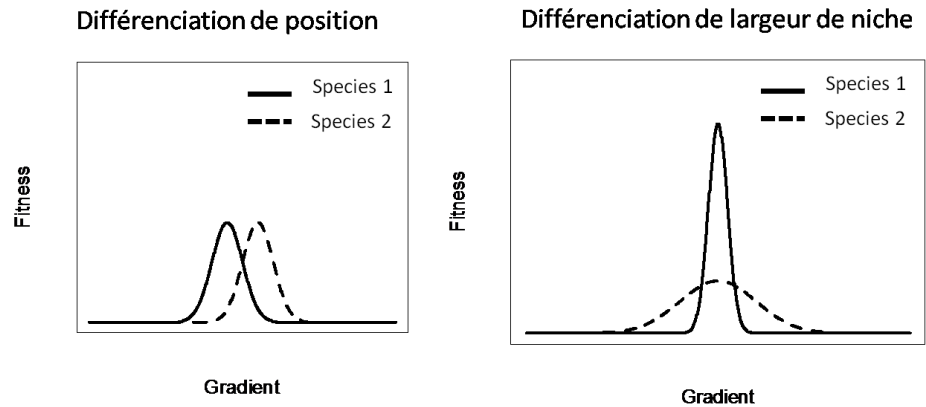 Différenciation de position
Species 1
Species 2
Fitness
Gradient
Différenciation de largeur de niche
Species 1
Species 2
Fitness
Gradient